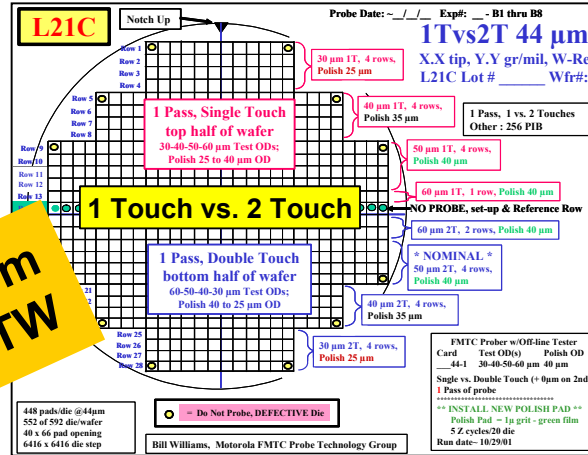 L21C
Notch Up
Probe Date: ~__/__/__ Exp#: __ - B1 thru B8
1Tvs2T 44 µm
X.X tip, Y.Y gr/mil, W-Re
L21C Lot # ______ Wfr#:
Row 1
Row 2
Row 3
Row 4
30 µm 1T, 4 rows,
Polish 25 µm
Row 5
Row 6
Row 7
Row 8
40 µm 1T, 4 rows,
Polish 35 µm
1 Pass, 1 vs. 2 Touches
Other : 256 PIB
1 Pass, Single Touch
top half of wafer
30-40-50-60 µm Test ODs;
Polish 25 to 40 µm OD
Row 9
Row 10
Row 11
Row 12
Row 13
50 µm 1T, 4 rows,
Polish 40 µm
60 µm 1T, 1 row, Polish 40 µm
1 Touch vs. 2 Touch
NO PROBE, set-up & Reference Row
60 µm 2T, 2 rows, Polish 40 µm
m
TW
1 Pass, Double Touch
bottom half of wafer
60-50-40-30 µm Test ODs;
Polish 40 to 25 µm OD
* NOMINAL *
50 µm 2T, 4 rows,
Polish 40 µm
21
22
40 µm 2T, 4 rows,
Polish 35 µm
Row 25
Row 26
Row 27
Row 28
30 µm 2T, 4 rows,
Polish 25 µm
FMTC Prober w/Off-line Tester
Card Test OD(s) Polish OD
__44-1 30-40-50-60 µm 40 µm
Sngle vs. Double Touch (+ 0µm on 2nd
1 Pass of probe
** INSTALL NEW POLISH PAD **
Polish Pad = 1µ grit - green film
5 Z cycles/20 die
Run date~ 10/29/01
448 pads/die @44µm
552 of 592 die/wafer
40 x 66 pad opening
6416 x 6416 die step
= Do Not Probe, DEFECTIVE Die
Bill Williams, Motorola FMTC Probe Technology Group